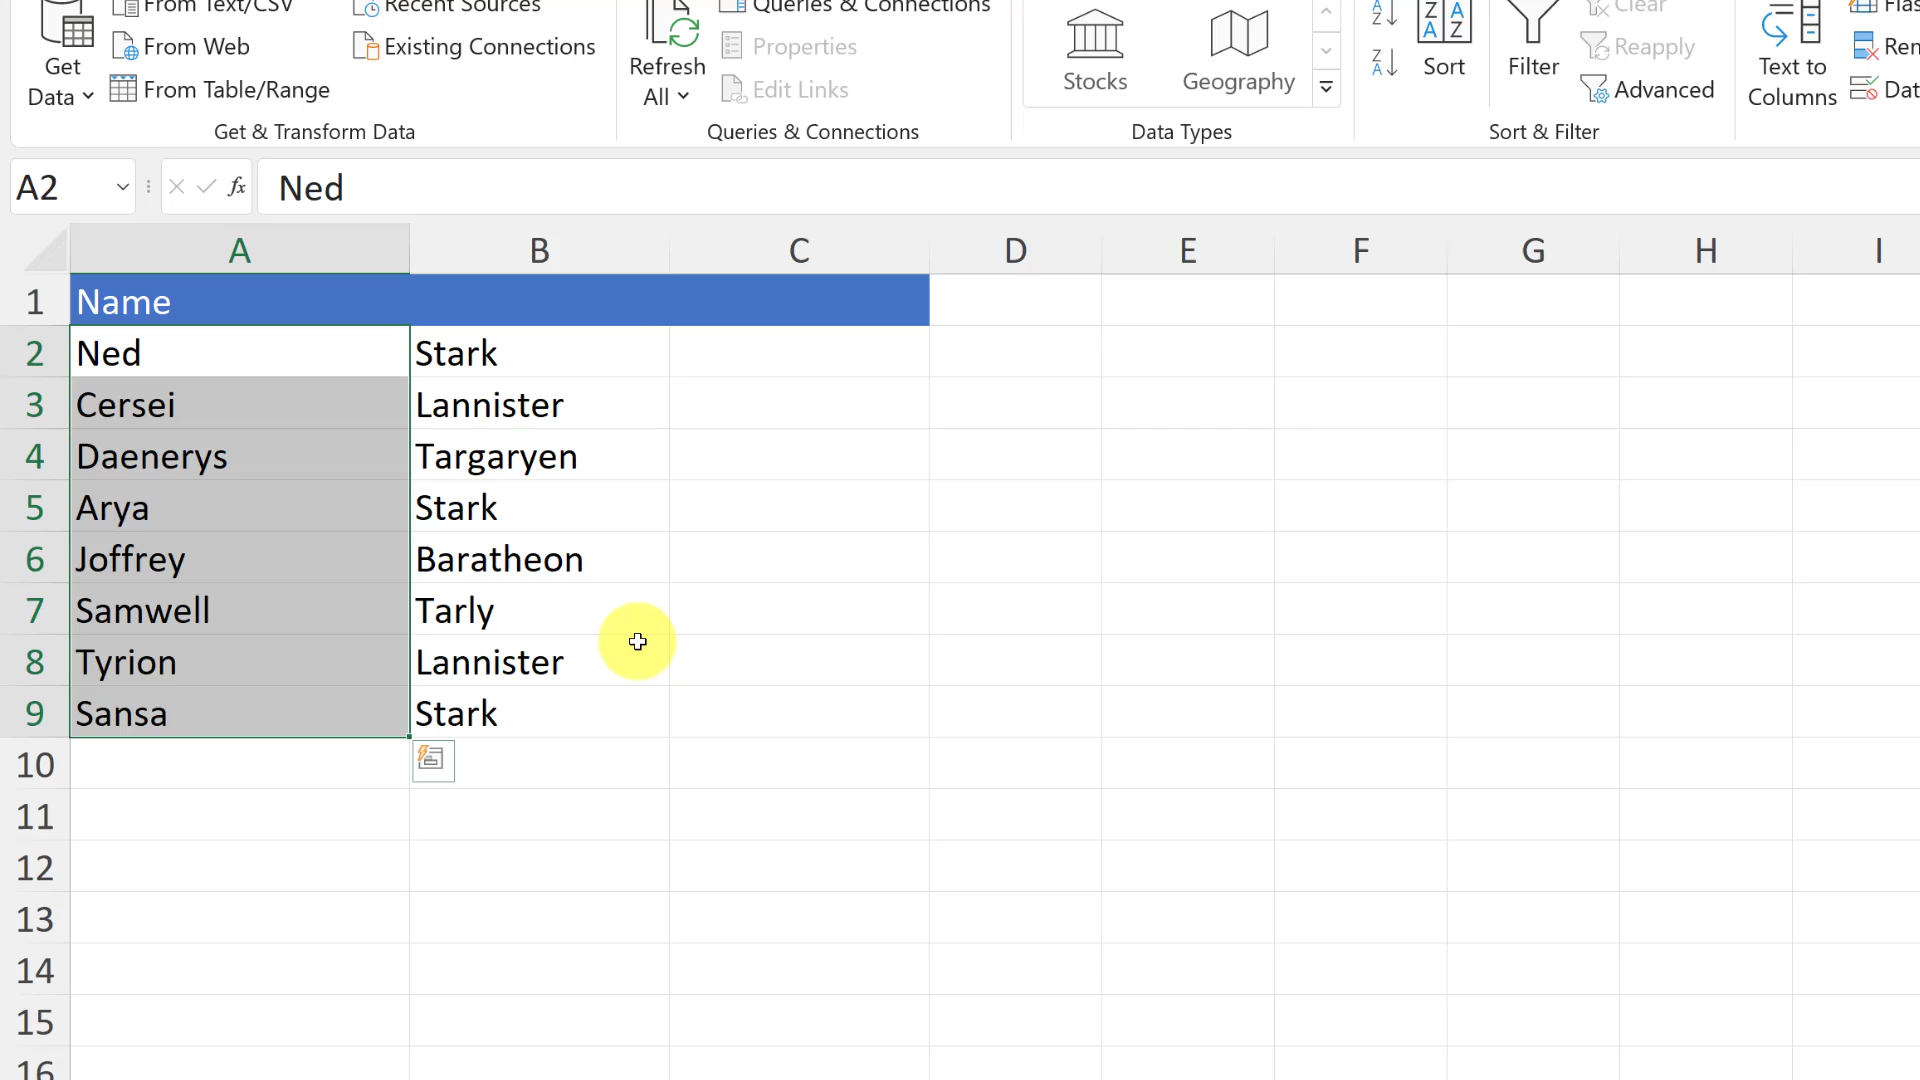 From Text/CSV Recent Sources Queries & Connections Clear
From Web Existing Connections Properties Reapply
Get Data From Table/Range Refresh All Edit Links Stocks Geography Sort Filter Advanced Text to Columns
Get & Transform Data Queries & Connections Data Types Sort & Filter
A2 fx Ned
A B C D E F G H I
1 Name
2 Ned Stark
3 Cersei Lannister
4 Daenerys Targaryen
5 Arya Stark
6 Joffrey Baratheon
7 Samwell Tarly
8 Tyrion Lannister
9 Sansa Stark
10
11
12
13
14
15
16